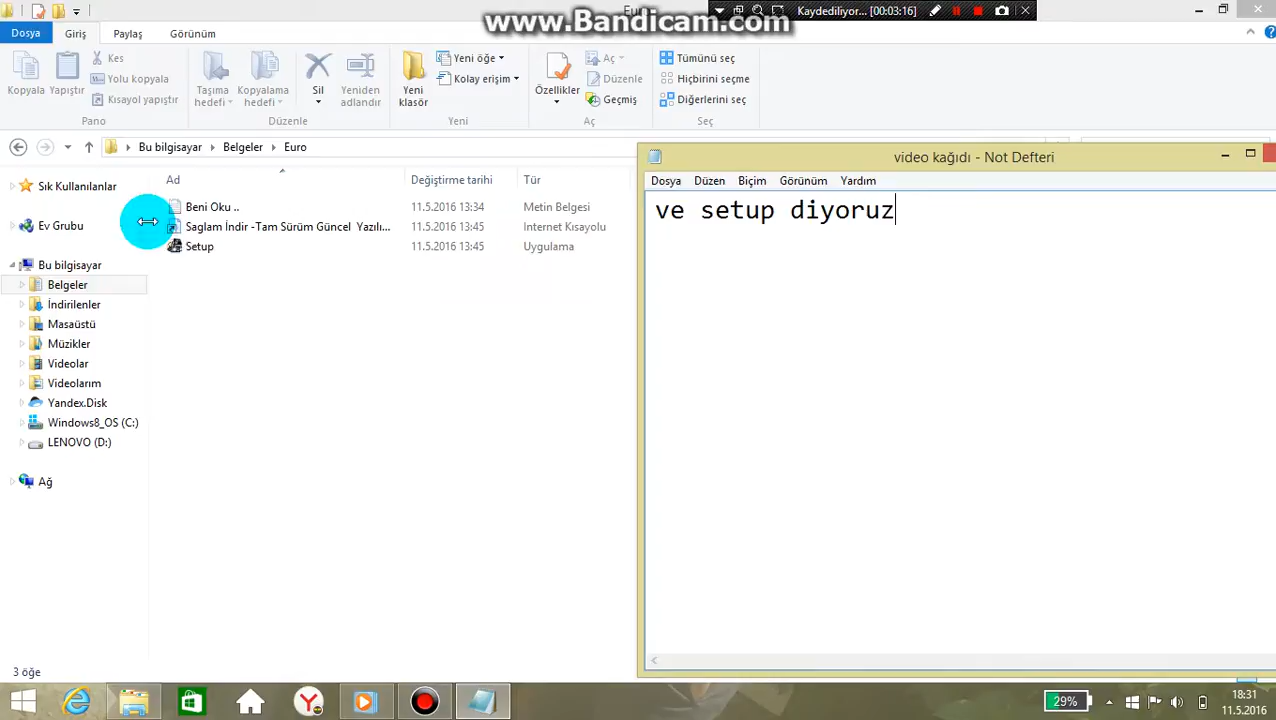 www.Bandicam.com
Kaydediliyor... [00:03:16]
Dosya
Giriş
Paylaş
Görünüm
Kopyala
Yapıştır
Kes
Yolu kopyala
Kısayol yapıştır
Pano
Taşıma hedefi
Kopyalama hedefi
Sil
Yeniden adlandır
Düzenle
Yeni klasör
Yeni öğe
Kolay erişim
Yeni
Özellikler
Aç
Düzenle
Geçmiş
Aç
Tümünü seç
Hiçbirini seçme
Diğerlerini seç
Seç
Bu bilgisayar
Belgeler
Euro
Sık Kullanılanlar
Ev Grubu
Bu bilgisayar
Belgeler
İndirilenler
Masaüstü
Müzikler
Videolar
Videolarım
Yandex.Disk
Windows8_OS (C:)
LENOVO (D:)
Ağ
Ad
Değiştirme tarihi
Tür
Beni Oku ..
11.5.2016 13:34
Metin Belgesi
Saglam İndir -Tam Sürüm Güncel Yazılı...
11.5.2016 13:45
Internet Kısayolu
Setup
11.5.2016 13:45
Uygulama
video kağıdı - Not Defteri
Dosya
Düzen
Biçim
Görünüm
Yardım
ve setup diyoruz
3 öğe
29%
18:31
11.5.2016